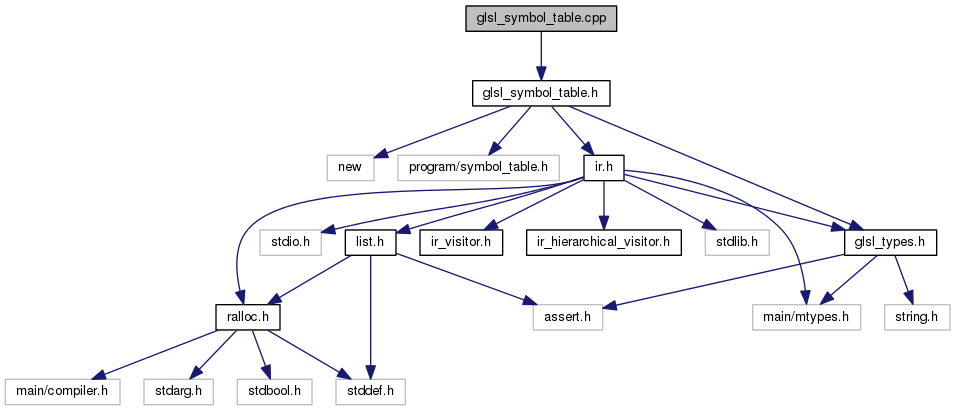 glsl_symbol_table.cpp
glsl_symbol_table.h
new
program/symbol_table.h
ir.h
stdio.h
list.h
ir_visitor.h
ir_hierarchical_visitor.h
stdlib.h
glsl_types.h
ralloc.h
assert.h
main/mtypes.h
string.h
main/compiler.h
stdarg.h
stdbool.h
stddef.h